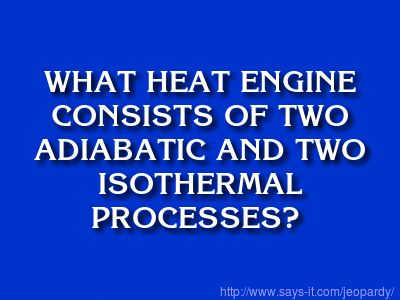 WHAT HEAT ENGINE
CONSISTS OF TWO
ADIABATIC AND TWO
ISOTHERMAL
PROCESSES?
http://www.says-it.com/jeopardy/